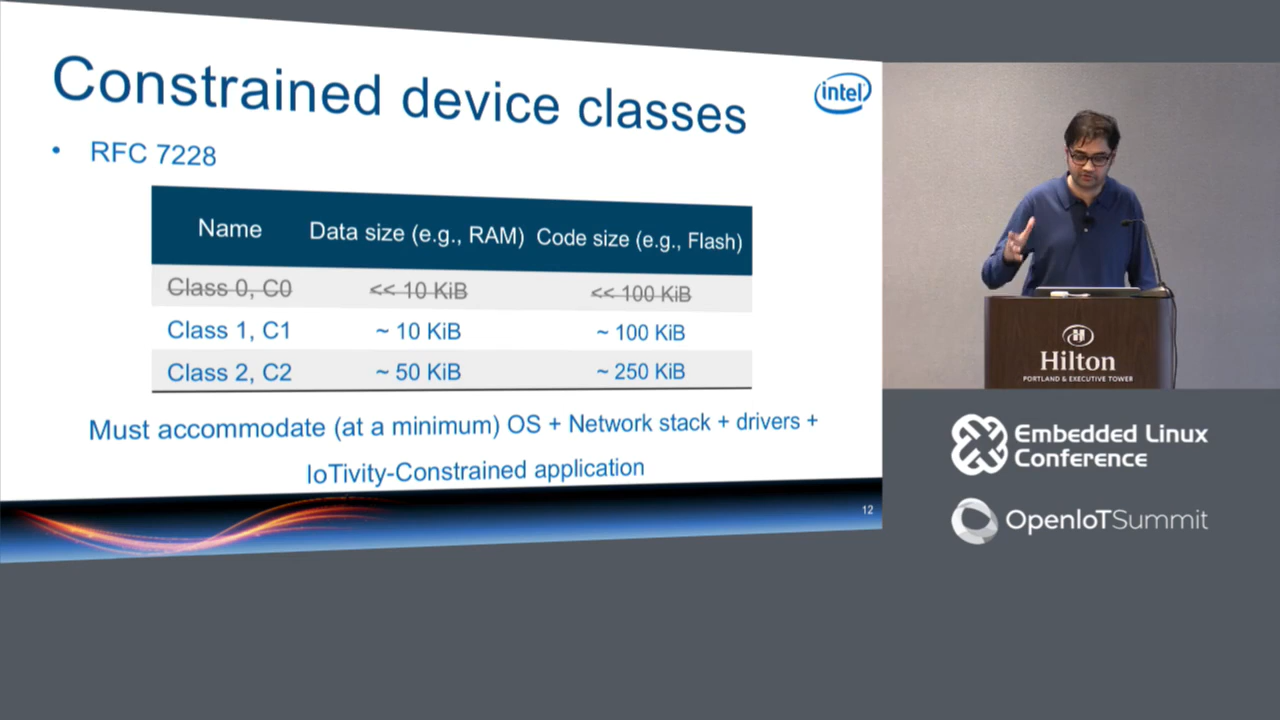 Constrained device classes
intel
• RFC 7228
Name Data size (e.g., RAM) Code size (e.g., Flash)
Class 0, C0 << 10 KiB << 100 KiB
Class 1, C1 ~ 10 KiB ~ 100 KiB
Class 2, C2 ~ 50 KiB ~ 250 KiB
Must accommodate (at a minimum) OS + Network stack + drivers +
IoTivity-Constrained application
12
Hilton
PORTLAND & EXECUTIVE TOWER
Embedded Linux
Conference
OpenIoTSummit